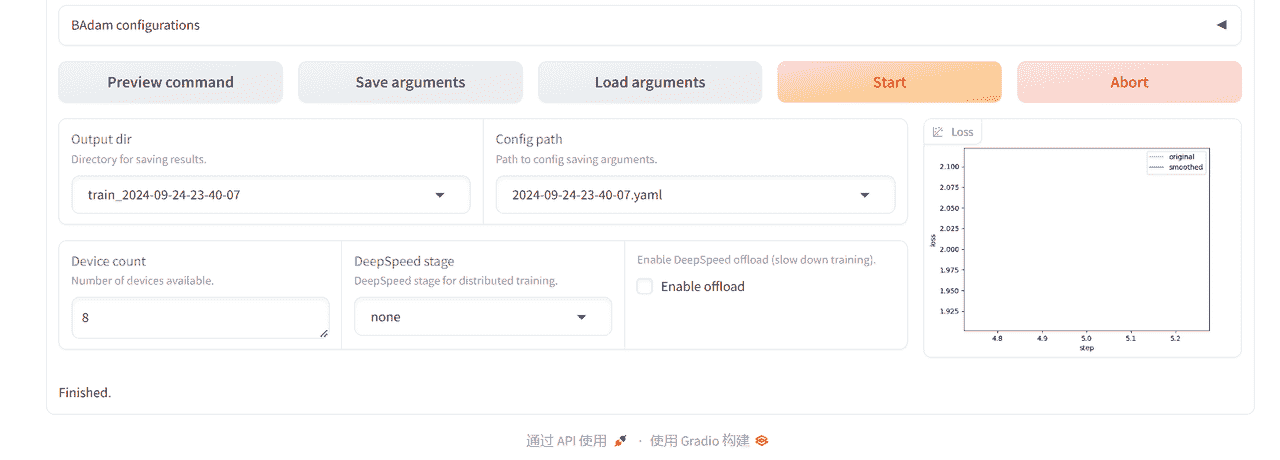 BAdam configurations
Preview command
Save arguments
Load arguments
Start
Abort
Output dir
Directory for saving results.
train_2024-09-24-23-40-07
Config path
Path to config saving arguments.
2024-09-24-23-40-07.yaml
Loss
original
smoothed
2.100
2.075
2.050
2.025
2.000
1.975
1.950
1.925
loss
4.8 4.9 5.0 5.1 5.2
step
Device count
Number of devices available.
8
DeepSpeed stage
DeepSpeed stage for distributed training.
none
Enable DeepSpeed offload (slow down training).
Enable offload
Finished.
通过 API 使用 · 使用 Gradio 构建